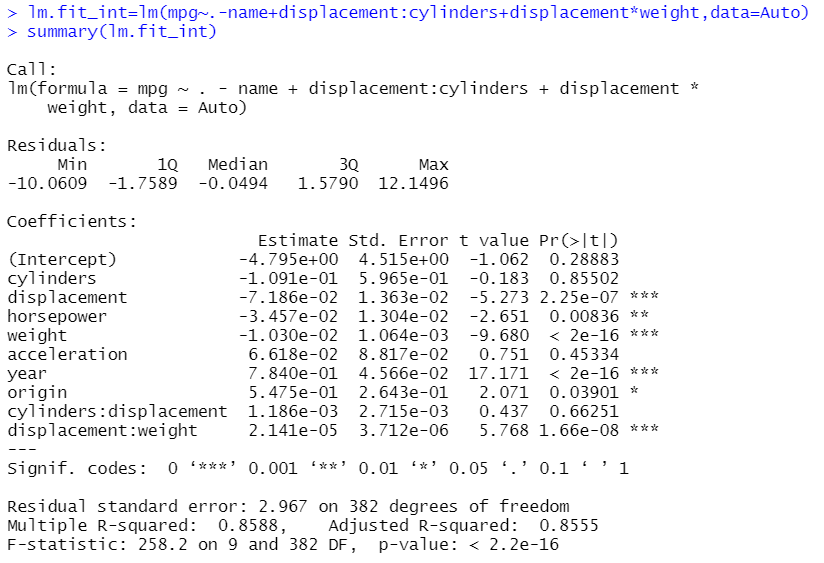 > lm.fit_int=lm(mpg~.-name+displacement:cylinders+displacement*weight,data=Auto)
> summary(lm.fit_int)
Call:
lm(formula = mpg ~ . - name + displacement:cylinders + displacement *
    weight, data = Auto)
Residuals:
     Min       1Q   Median       3Q      Max
-10.0609  -1.7589  -0.0494   1.5790  12.1496
Coefficients:
                         Estimate Std. Error t value Pr(>|t|)
(Intercept)            -4.795e+00  4.515e+00  -1.062  0.28883
cylinders              -1.091e-01  5.965e-01  -0.183  0.85502
displacement           -7.186e-02  1.363e-02  -5.273 2.25e-07 ***
horsepower             -3.457e-02  1.304e-02  -2.651  0.00836 **
weight                 -1.030e-02  1.064e-03  -9.680  < 2e-16 ***
acceleration            6.618e-02  8.817e-02   0.751  0.45334
year                    7.840e-01  4.566e-02  17.171  < 2e-16 ***
origin                  5.475e-01  2.643e-01   2.071  0.03901 *
cylinders:displacement  1.186e-03  2.715e-03   0.437  0.66251
displacement:weight     2.141e-05  3.712e-06   5.768 1.66e-08 ***
---
Signif. codes:  0 ‘***’ 0.001 ‘**’ 0.01 ‘*’ 0.05 ‘.’ 0.1 ‘ ’ 1
Residual standard error: 2.967 on 382 degrees of freedom
Multiple R-squared:  0.8588,    Adjusted R-squared:  0.8555
F-statistic: 258.2 on 9 and 382 DF,  p-value: < 2.2e-16